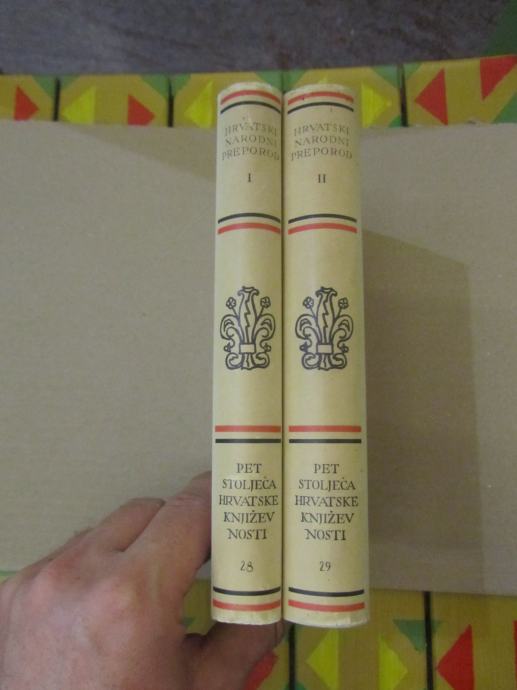 HRVATSKI
NARODNI
PREPOROD
I
PET
STOLJEĆA
HRVATSKE
KNJIŽEV
NOSTI
28
HRVATSKI
NARODNI
PREPOROD
II
PET
STOLJEĆA
HRVATSKE
KNJIŽEV
NOSTI
29